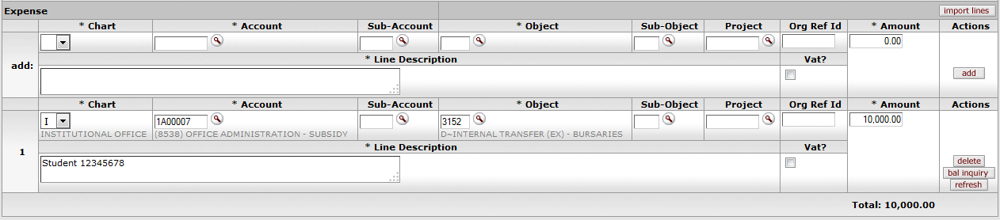 Expense import lines
* Chart * Account Sub-Account * Object Sub-Object Project Org Ref Id * Amount Actions
0.00
* Line Description Vat?
add: add
* Chart * Account Sub-Account * Object Sub-Object Project Org Ref Id * Amount Actions
I 1A00007 3152 10,000.00
INSTITUTIONAL OFFICE (8538) OFFICE ADMINISTRATION - SUBSIDY D~INTERNAL TRANSFER (EX) - BURSARIES
1 * Line Description Vat?
Student 12345678 delete
bal inquiry
refresh
Total: 10,000.00